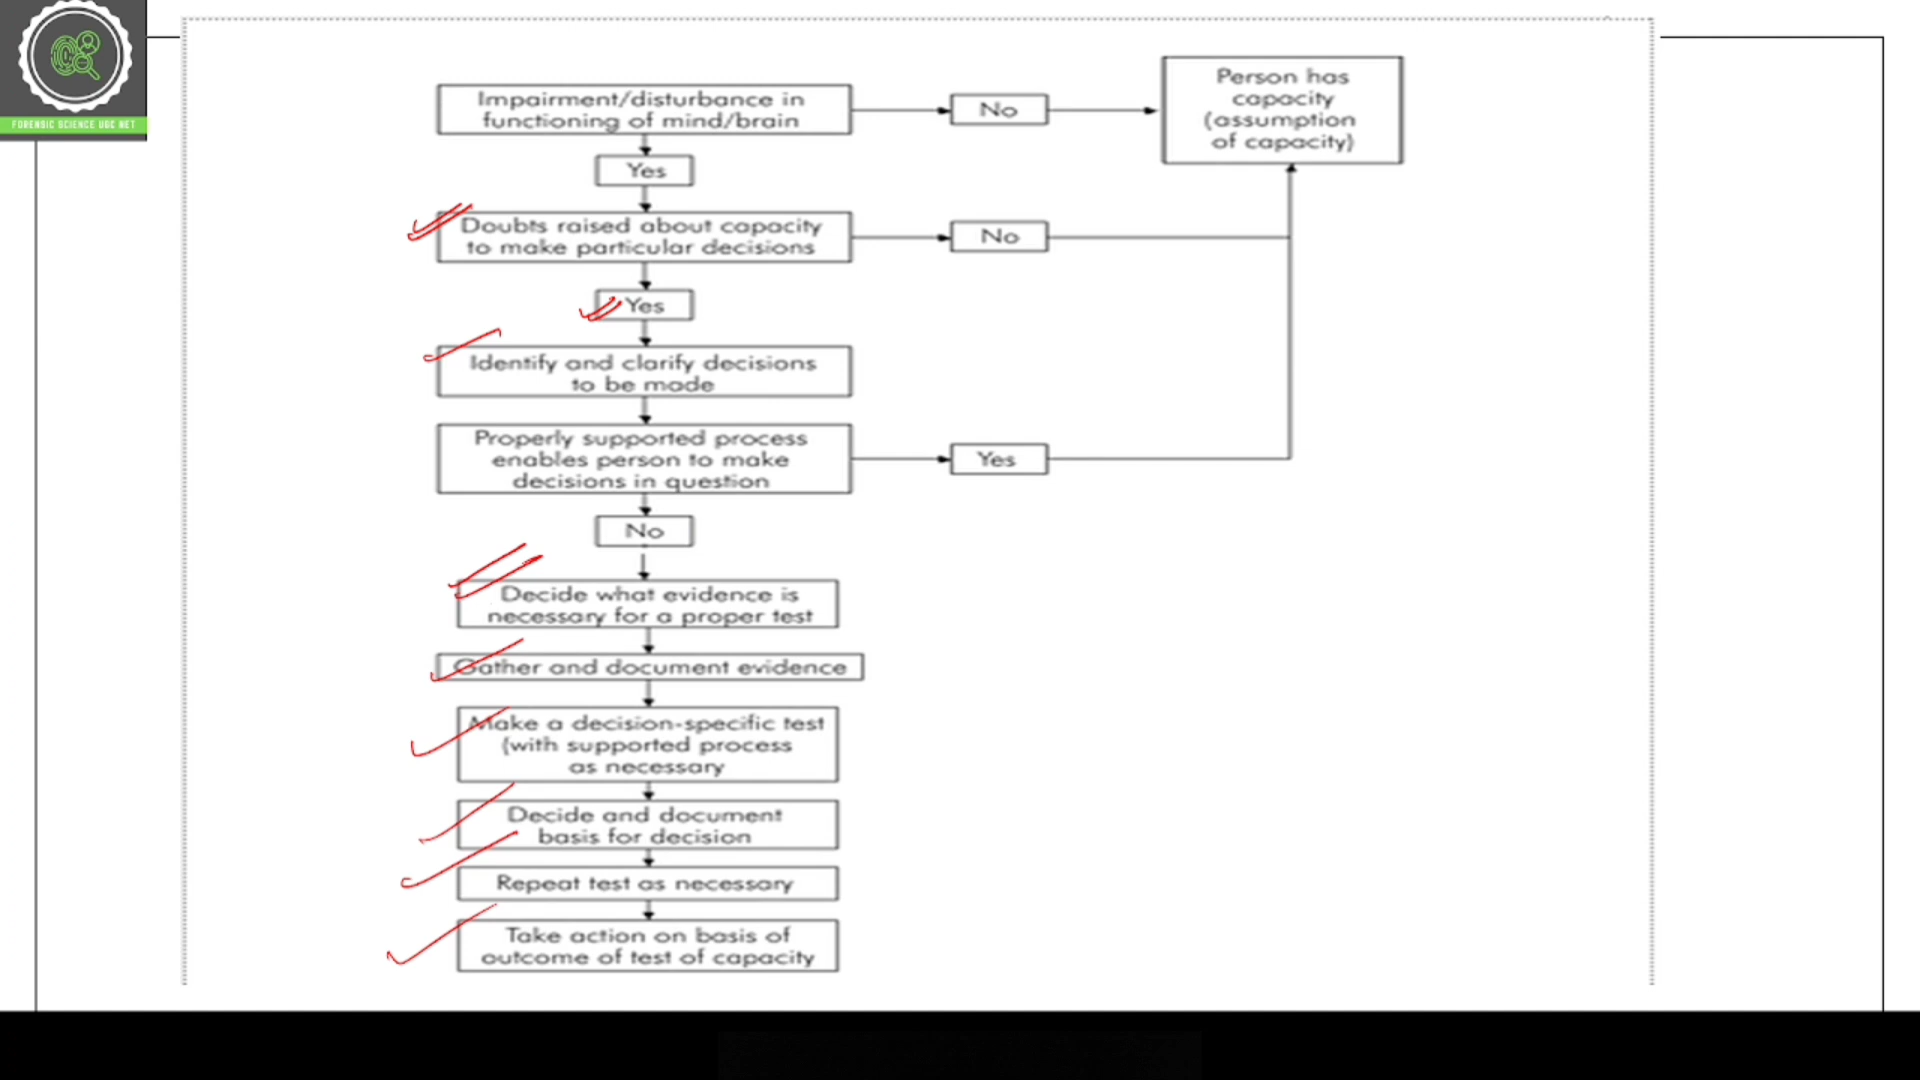 FORENSIC SCIENCE UGC NET
Impairment/disturbance in
functioning of mind/brain
No
Person has
capacity
(assumption
of capacity)
Yes
Doubts raised about capacity
to make particular decisions
No
Yes
Identify and clarify decisions
to be made
Properly supported process
enables person to make
decisions in question
Yes
No
Decide what evidence is
necessary for a proper test
Gather and document evidence
Make a decision-specific test
(with supported process
as necessary
Decide and document
basis for decision
Repeat test as necessary
Take action on basis of
outcome of test of capacity